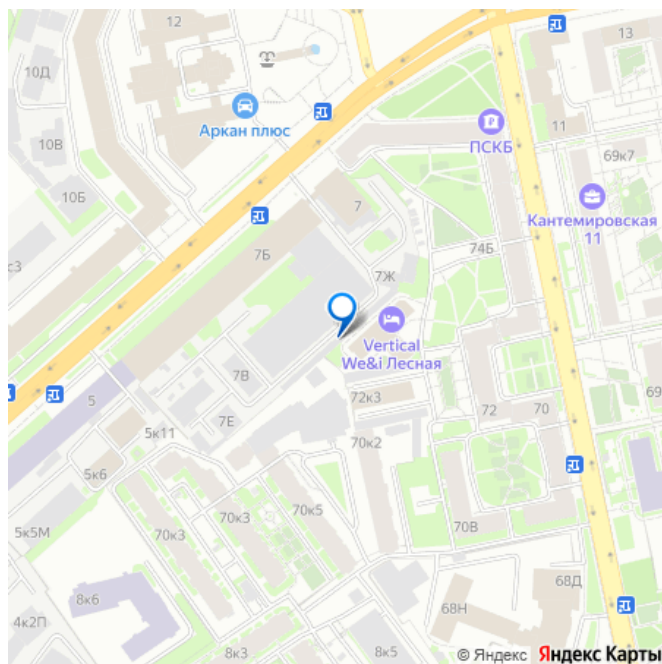 12
13
10Д
Аркан плюс
ПСКБ
11
10В
69к7
10Б
7
Кантемировская
11
7Б
74Б
с3
7Ж
Vertical
We&i Лесная
7В
5
72к3
72
70
69
7Е
5к11
70к2
5к6
70к3
70к3
70к5
70В
5к5М
8к6
68Д
4к2П
68Н
8к3
8к5
© Яндекс Яндекс Карты